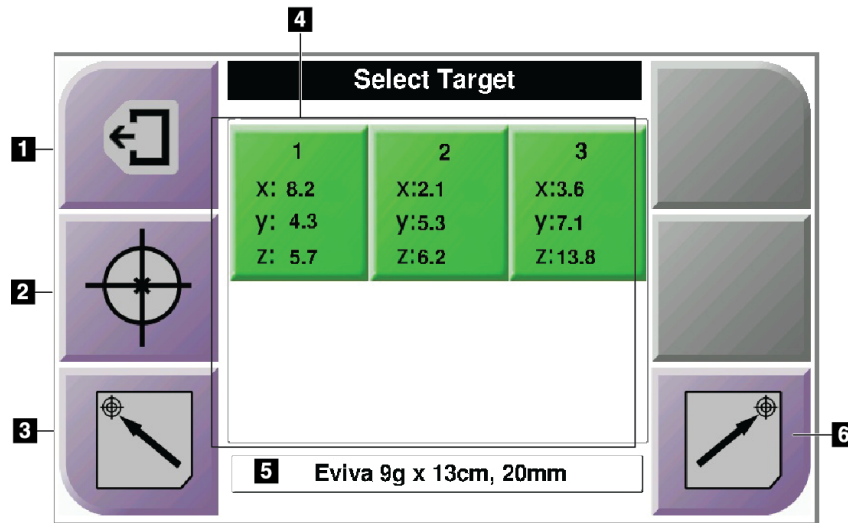 4
Select Target
1
2
3
1 2 3
x: 8.2 x:2.1 x:3.6
y: 4.3 y:5.3 y:7.1
z: 5.7 z:6.2 z:13.8
6
5 Eviva 9g x 13cm, 20mm